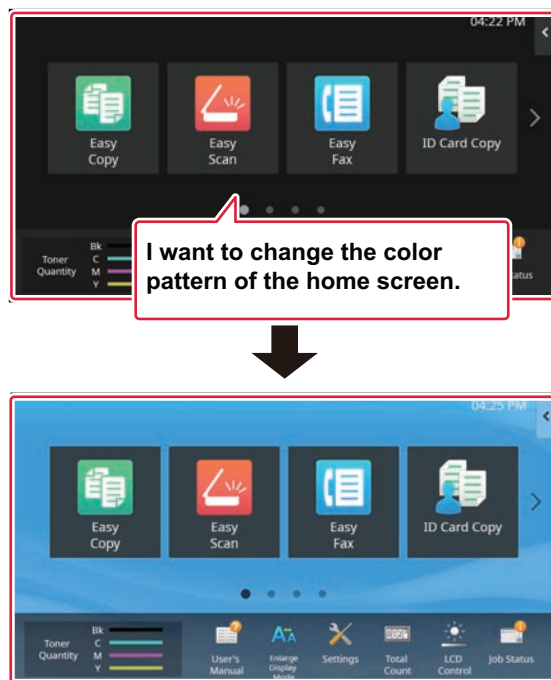 04:22 PM
Easy
Copy
Easy
Scan
Easy
Fax
ID Card Copy
I want to change the color
pattern of the home screen.
Toner
Quantity
Bk
C
M
Y
atus
04:25 PM
Easy
Copy
Easy
Scan
Easy
Fax
ID Card Copy
Toner
Quantity
Bk
C
M
Y
User's
Manual
Enlarge
Display
Mode
Settings
Total
Count
LCD
Control
Job Status